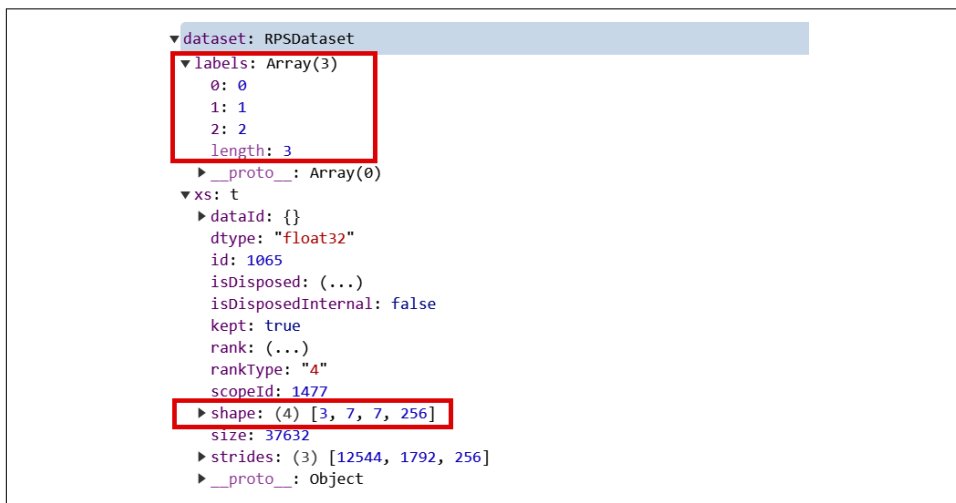 ▼dataset: RPSDataset
▼labels: Array(3)
0: 0
1: 1
2: 2
length: 3
▶__proto__: Array(0)
▼xs: t
▶dataId: {}
dtype: "float32"
id: 1065
isDisposed: (...)
isDisposedInternal: false
kept: true
rank: (...)
rankType: "4"
scopeId: 1477
▶shape: (4) [3, 7, 7, 256]
size: 37632
▶strides: (3) [12544, 1792, 256]
▶__proto__: Object